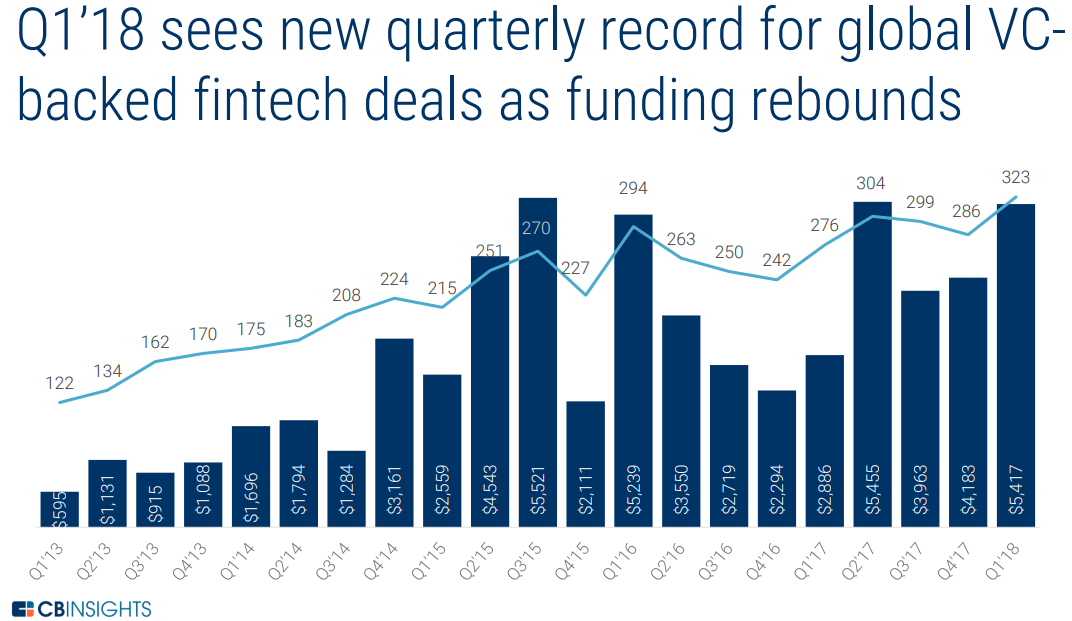 Q1’18 sees new quarterly record for global VC-
backed fintech deals as funding rebounds
122
134
162
170
175
183
208
224
215
251
270
227
294
263
250
242
276
304
299
286
323
$595
$1,131
$915
$1,088
$1,696
$1,794
$1,284
$3,161
$2,559
$4,543
$5,521
$2,111
$5,239
$3,550
$2,719
$2,294
$2,886
$5,455
$3,963
$4,183
$5,417
Q1'13
Q2'13
Q3'13
Q4'13
Q1'14
Q2'14
Q3'14
Q4'14
Q1'15
Q2'15
Q3'15
Q4'15
Q1'16
Q2'16
Q3'16
Q4'16
Q1'17
Q2'17
Q3'17
Q4'17
Q1'18
CBINSIGHTS